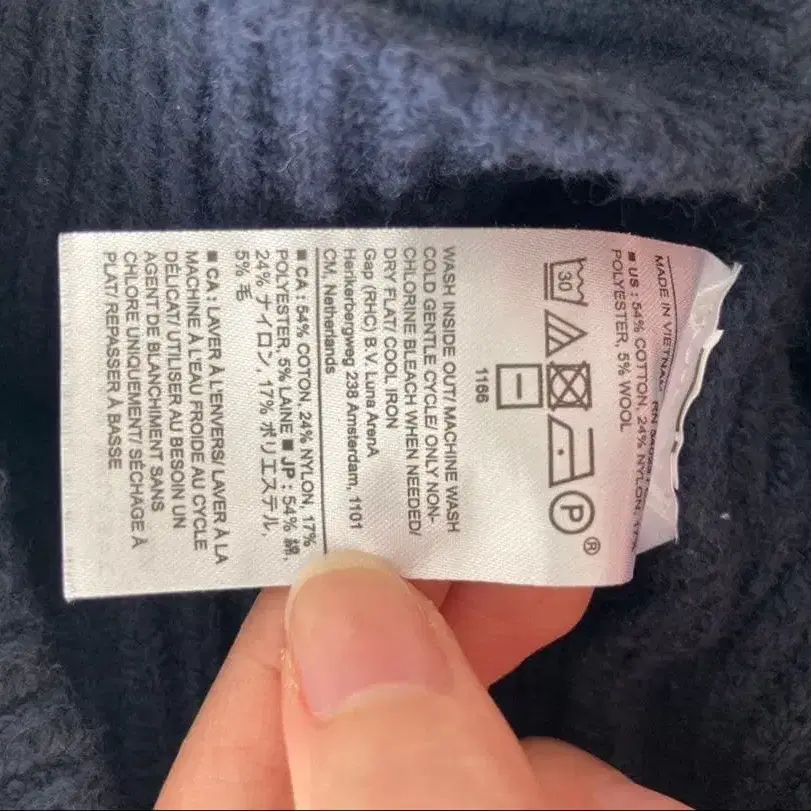 MADE IN VIETNAM RN
■ US : 54% COTTON, 24% NYLON, 17%
POLYESTER, 5% WOOL
30
P
®
1166
WASH INSIDE OUT/ MACHINE WASH
COLD GENTLE CYCLE/ ONLY NON-
CHLORINE BLEACH WHEN NEEDED/
DRY FLAT/ COOL IRON
Gap (RHC) B.V. Luna ArenA
Herikerbergweg 238 Amsterdam, 1101
CM, Netherlands
■ CA : 54% COTON, 24% NYLON, 17%
POLYESTER, 5% LAINE ■ JP : 54% 綿,
24% ナイロン, 17% ポリエステル,
5% 毛
■ CA : LAVER À L'ENVERS/ LAVER À LA
MACHINE À L'EAU FROIDE AU CYCLE
DÉLICAT/ UTILISER AU BESOIN UN
AGENT DE BLANCHIMENT SANS
CHLORE UNIQUEMENT/ SÉCHAGE À
PLAT/ REPASSER À BASSE